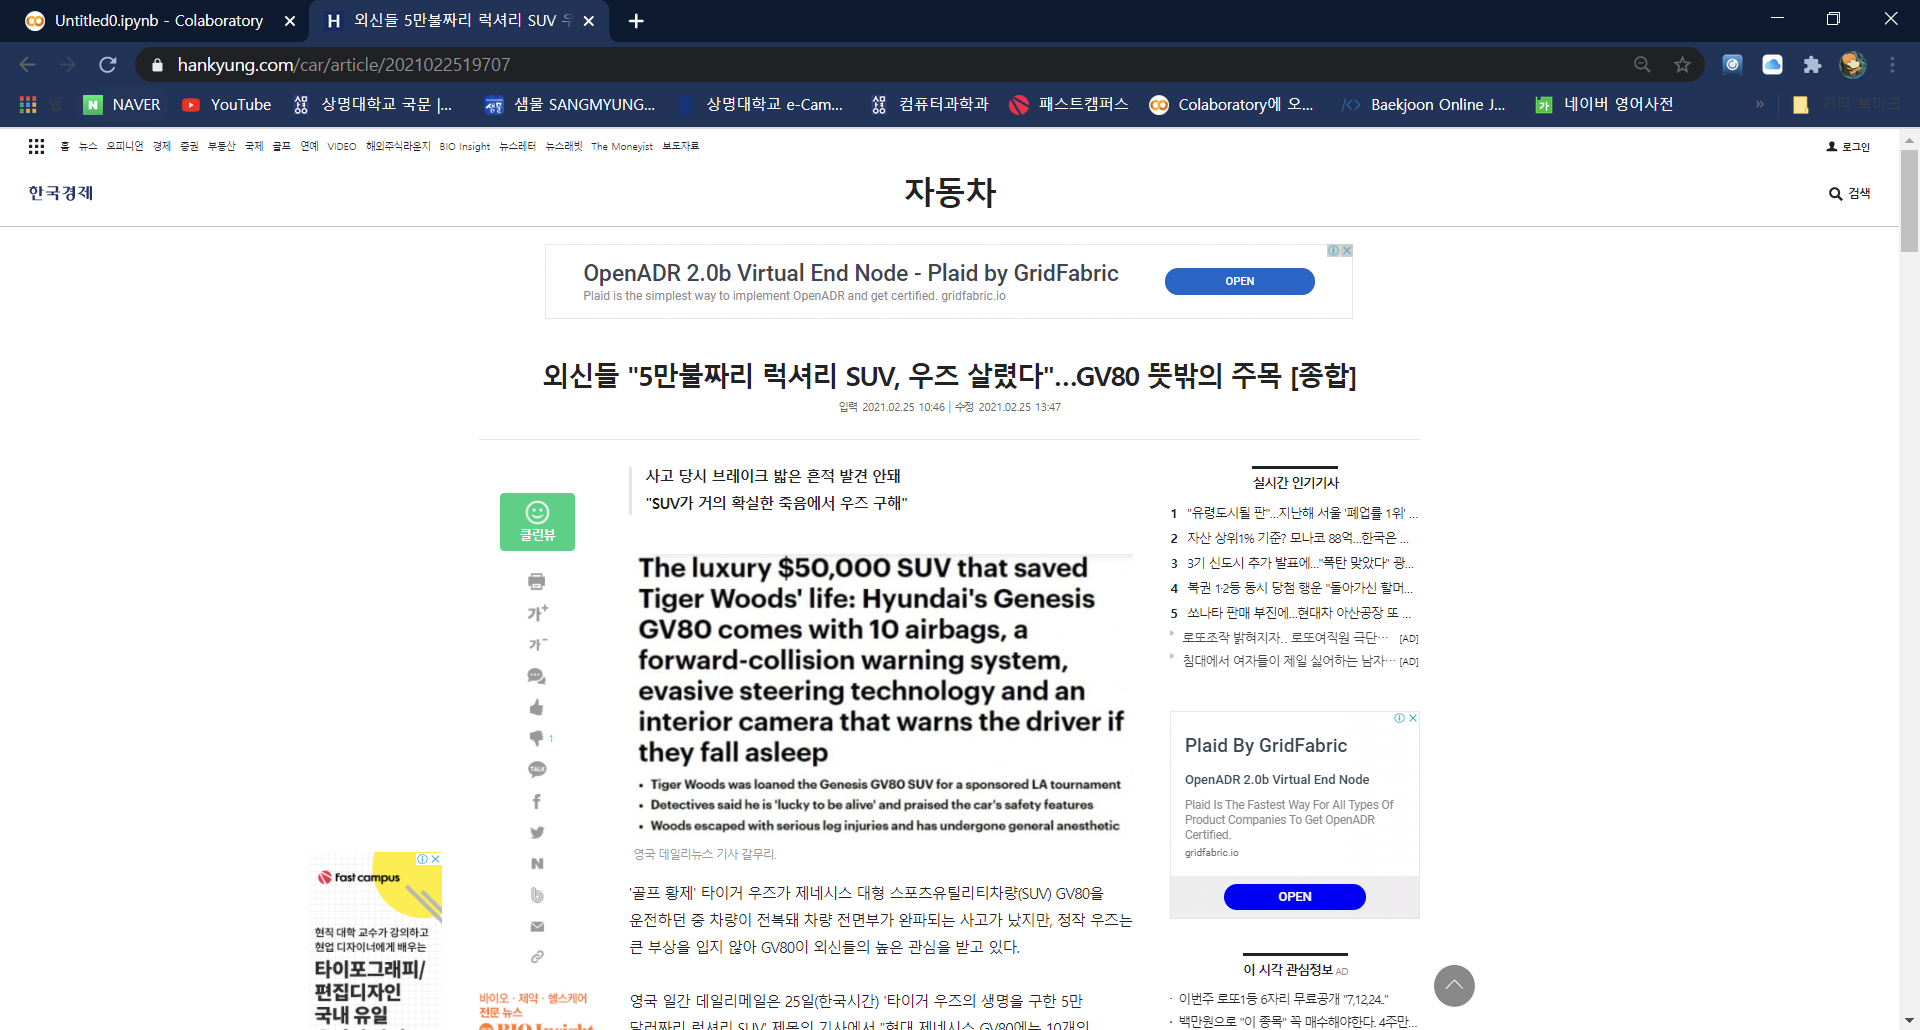 Untitled0.ipynb - Colaboratory
외신들 5만불짜리 럭셔리 SUV 우
hankyung.com/car/article/2021022519707
앱
NAVER
YouTube
상명대학교 국문 |...
샘물 SANGMYUNG...
상명대학교 e-Cam...
컴퓨터과학과
패스트캠퍼스
Colaboratory에 오...
Baekjoon Online J...
네이버 영어사전
»
기타 북마크
홈 뉴스 오피니언 경제 증권 부동산 국제 골프 연예 VIDEO 해외주식라운지 BIO Insight 뉴스레터 뉴스래빗 The Moneyist 보도자료
로그인
한국경제
자동차
검색
OpenADR 2.0b Virtual End Node - Plaid by GridFabric
Plaid is the simplest way to implement OpenADR and get certified. gridfabric.io
OPEN
외신들 "5만불짜리 럭셔리 SUV, 우즈 살렸다"...GV80 뜻밖의 주목 [종합]
입력 2021.02.25 10:46 | 수정 2021.02.25 13:47
클린뷰
가+
가-
1
TALK
사고 당시 브레이크 밟은 흔적 발견 안돼
"SUV가 거의 확실한 죽음에서 우즈 구해"
The luxury $50,000 SUV that saved
Tiger Woods' life: Hyundai's Genesis
GV80 comes with 10 airbags, a
forward-collision warning system,
evasive steering technology and an
interior camera that warns the driver if
they fall asleep
• Tiger Woods was loaned the Genesis GV80 SUV for a sponsored LA tournament
• Detectives said he is 'lucky to be alive' and praised the car's safety features
• Woods escaped with serious leg injuries and has undergone general anesthetic
영국 데일리뉴스 기사 갈무리.
'골프 황제' 타이거 우즈가 제네시스 대형 스포츠유틸리티차량(SUV) GV80을
운전하던 중 차량이 전복돼 차량 전면부가 완파되는 사고가 났지만, 정작 우즈는
큰 부상을 입지 않아 GV80이 외신들의 높은 관심을 받고 있다.
영국 일간 데일리메일은 25일(한국시간) '타이거 우즈의 생명을 구한 5만
달러짜리 럭셔리 SUV' 제목의 기사에서 "현대 제네시스 GV80에는 10개의
실시간 인기기사
1 "유령도시될 판"...지난해 서울 '폐업률 1위' ...
2 자산 상위1% 기준? 모나코 88억...한국은 ...
3 3기 신도시 추가 발표에..."폭탄 맞았다" 광...
4 복권 1·2등 동시 당첨 행운 "돌아가신 할머...
5 쏘나타 판매 부진에...현대차 아산공장 또 ...
로또조작 밝혀지자.. 로또여직원 극단… [AD]
침대에서 여자들이 제일 싫어하는 남자… [AD]
Plaid By GridFabric
OpenADR 2.0b Virtual End Node
Plaid Is The Fastest Way For All Types Of
Product Companies To Get OpenADR
Certified.
gridfabric.io
OPEN
이 시각 관심정보 AD
· 이번주 로또1등 6자리 무료공개 "7,12,24.."
· 백만원으로 "이 종목" 꼭 매수해야한다. 4주만...
Fast campus
현직 대학 교수가 강의하고
현업 디자이너에게 배우는
타이포그래피/
편집디자인
국내 유일
바이오·제약·헬스케어
전문 뉴스
BIO Insight